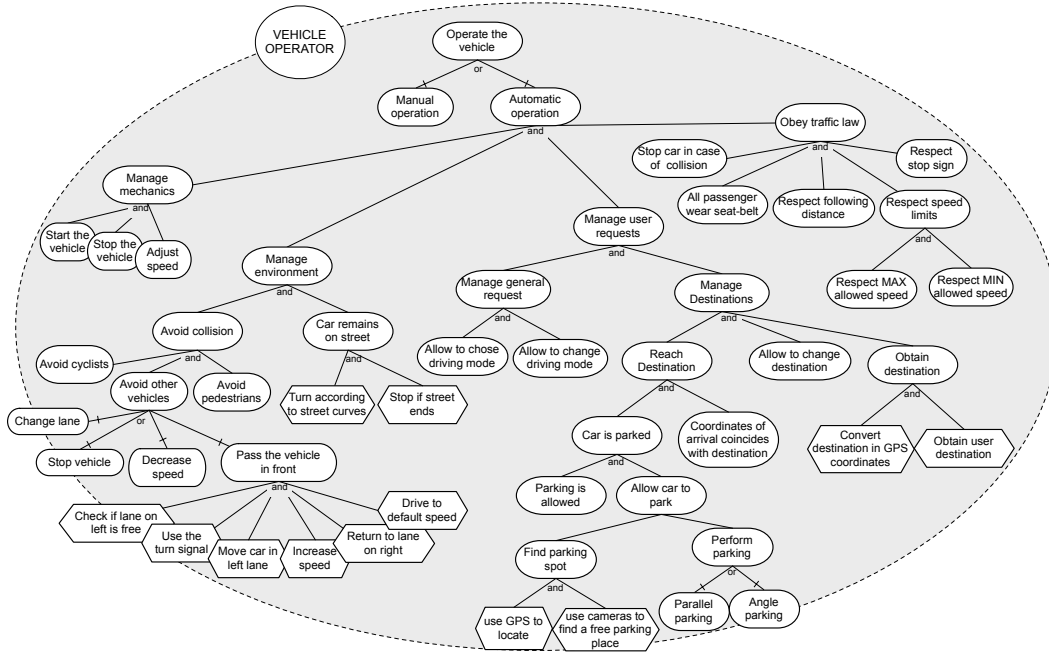 VEHICLE
OPERATOR
Operate the
vehicle
or
Manual
operation
Automatic
operation
and
Obey traffic law
and
Stop car in case
of collision
Respect
stop sign
All passenger
wear seat-belt
Respect following
distance
Respect speed
limits
and
Respect MAX
allowed speed
Respect MIN
allowed speed
Manage
mechanics
and
Start the
vehicle
Stop the
vehicle
Adjust
speed
Manage user
requests
and
Manage
environment
and
Manage general
request
and
Manage
Destinations
and
Avoid collision
and
Car remains
on street
and
Allow to chose
driving mode
Allow to change
driving mode
Reach
Destination
and
Allow to change
destination
Obtain
destination
and
Avoid cyclists
Avoid other
vehicles
or
Avoid
pedestrians
Turn according
to street curves
Stop if street
ends
Change lane
Stop vehicle
Decrease
speed
Pass the vehicle
in front
and
Car is parked
and
Coordinates of
arrival coincides
with destination
Convert
destination in GPS
coordinates
Obtain user
destination
Parking is
allowed
Allow car to
park
and
Check if lane on
left is free
Use the
turn signal
Move car in
left lane
Increase
speed
Return to lane
on right
Drive to
default speed
Find parking
spot
and
Perform
parking
or
use GPS to
locate
use cameras to
find a free parking
place
Parallel
parking
Angle
parking